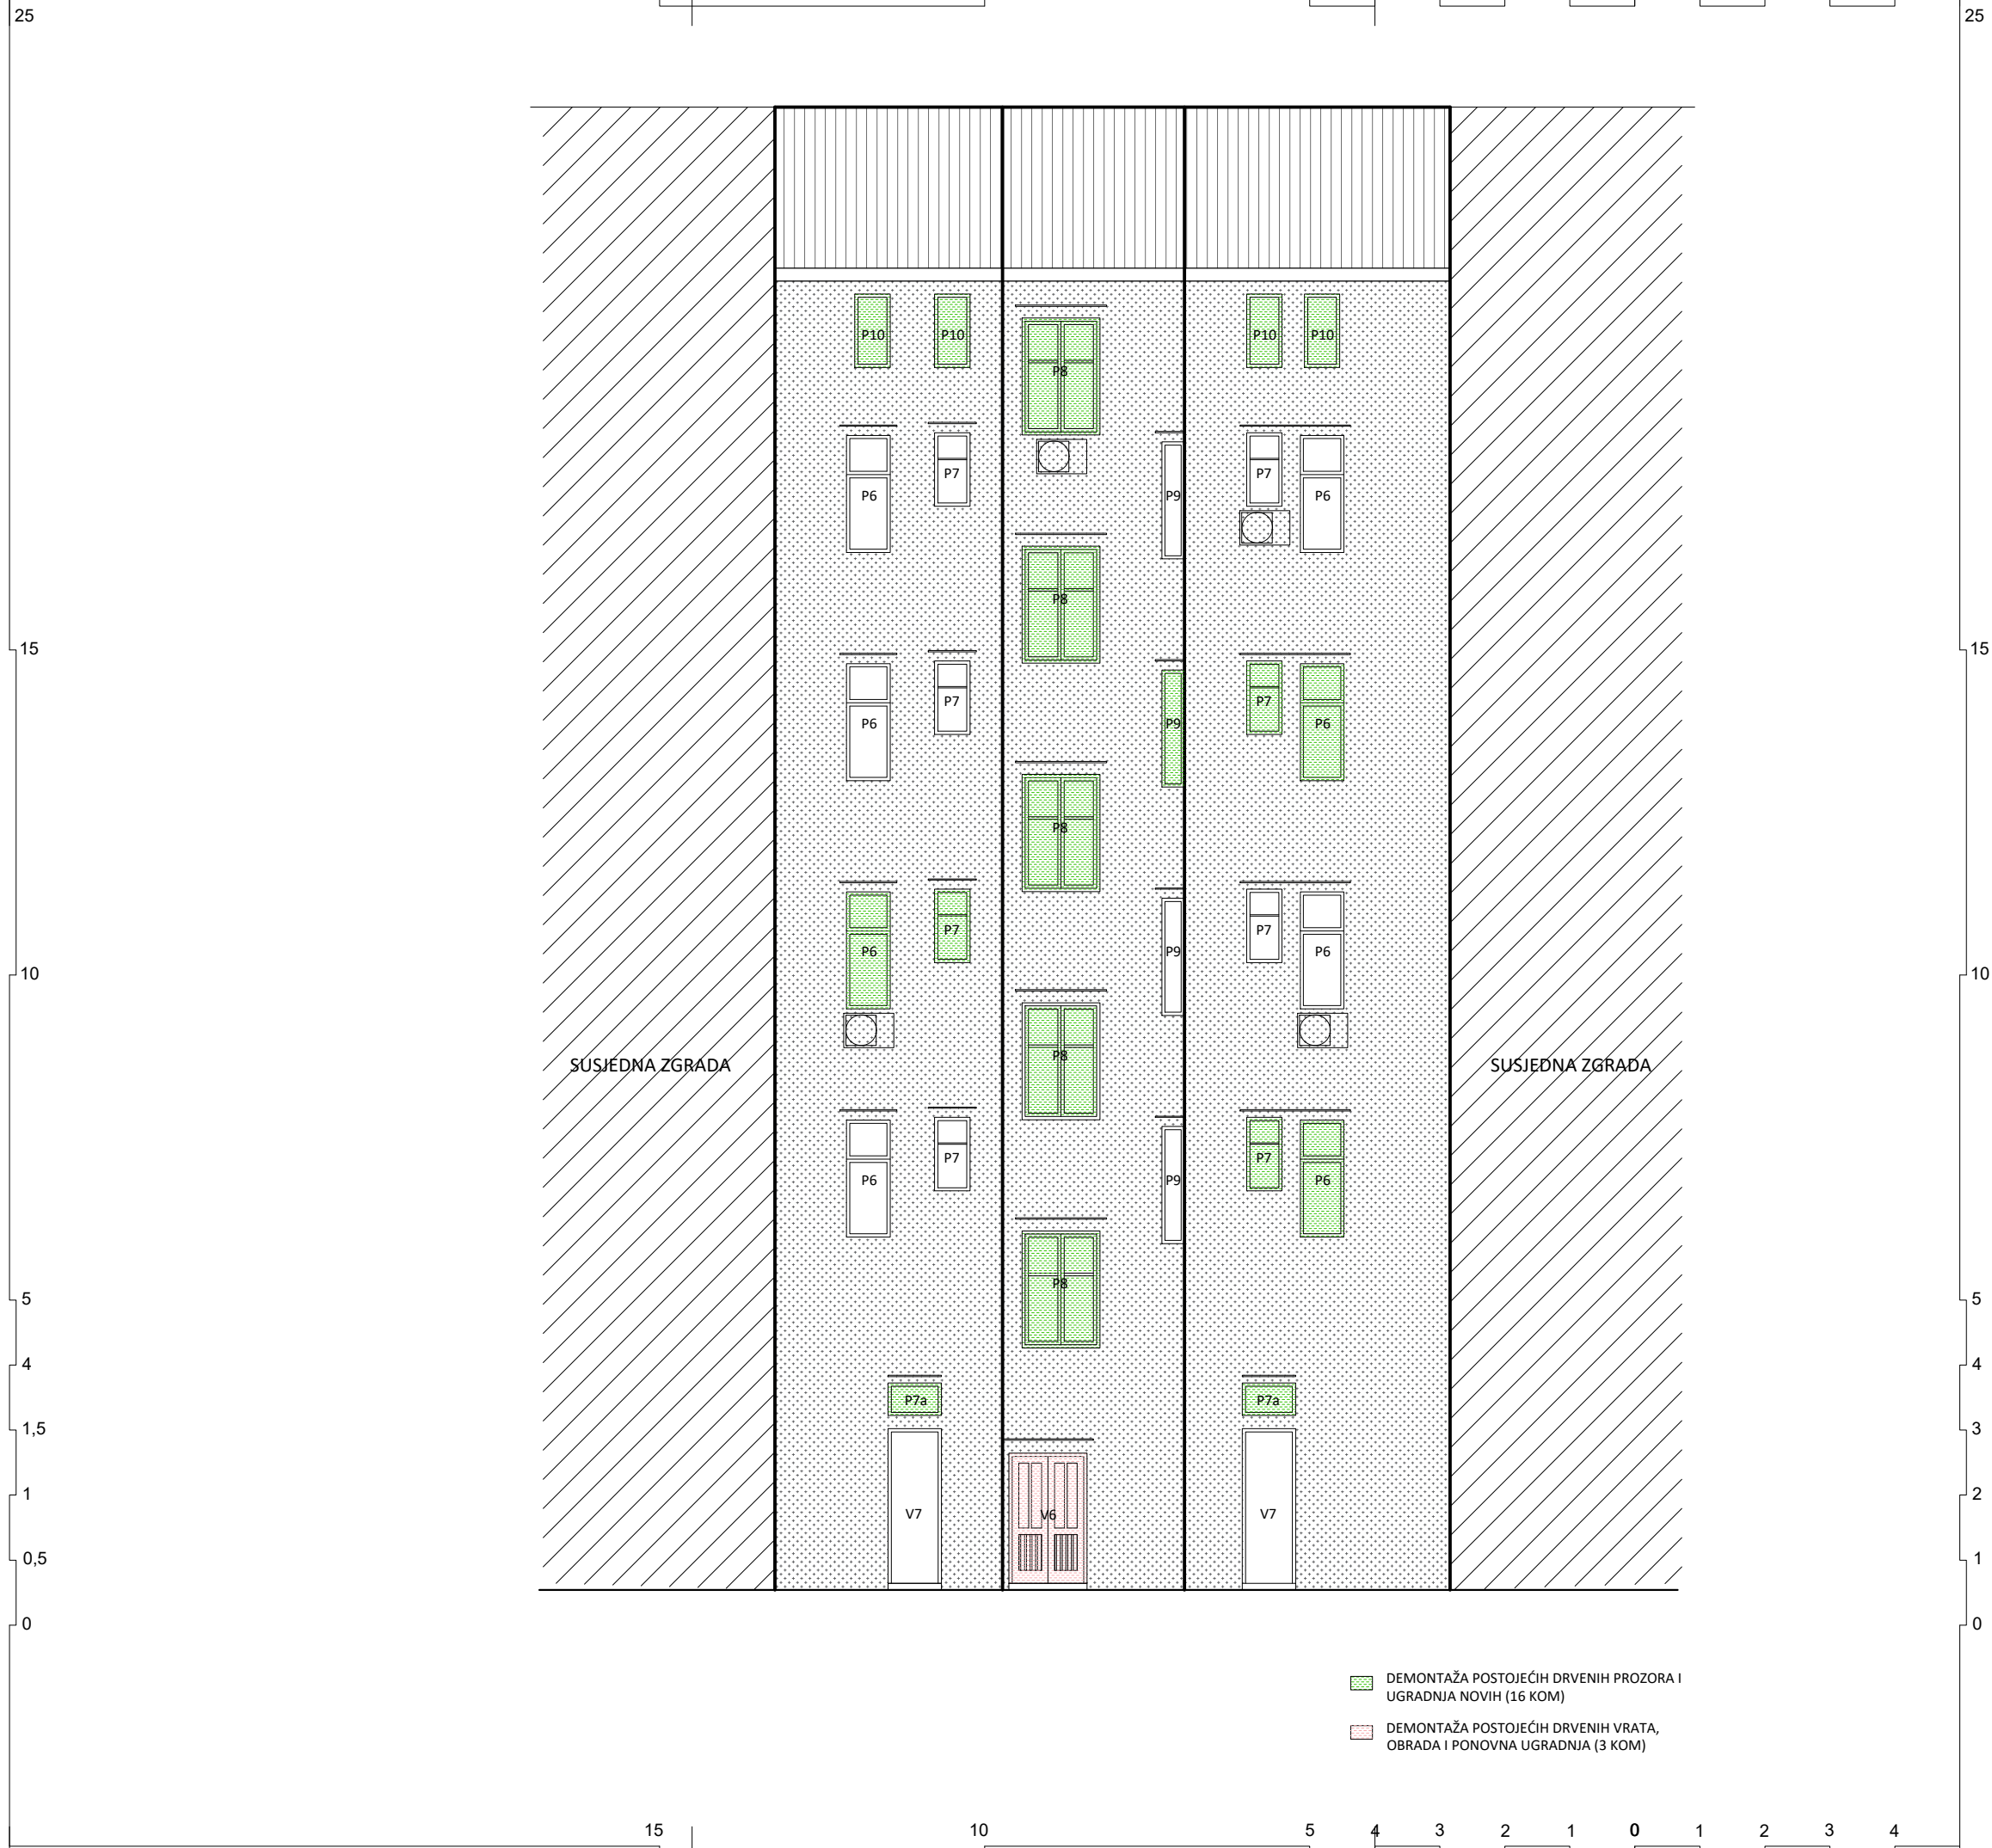 25 25
P10 P10 P10 P10
P8
P7 P7
P6 P9 P6
P8
15 15
P7 P7
P6 P9 P6
P8
P7 P7
P6 P9 P6
10 10
P8
SUSJEDNA ZGRADA SUSJEDNA ZGRADA
P7 P7
P6 P9 P6
P8
5 5
4 4
P7a P7a
1,5 3
1 2
V7 V6 V7
0,5 1
0 0
DEMONTAŽA POSTOJEĆIH DRVENIH PROZORA I
UGRADNJA NOVIH (16 KOM)
DEMONTAŽA POSTOJEĆIH DRVENIH VRATA,
OBRADA I PONOVNA UGRADNJA (3 KOM)
15 10 5 4 3 2 1 0 1 2 3 4